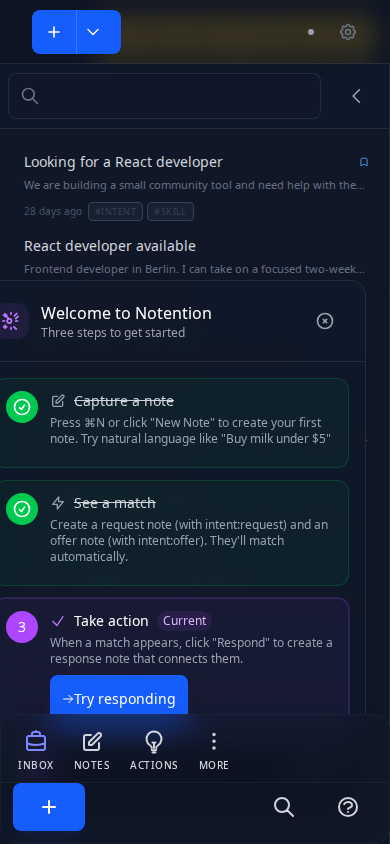 Looking for a React developer
We are building a small community tool and need help with the...
28 days ago #INTENT #SKILL
React developer available
Frontend developer in Berlin. I can take on a focused two-week...
Welcome to Notention
Three steps to get started
Capture a note
Press ⌘N or click "New Note" to create your first
note. Try natural language like "Buy milk under $5"
See a match
Create a request note (with intent:request) and an
offer note (with intent:offer). They'll match
automatically.
3 Take action Current
When a match appears, click "Respond" to create a
response note that connects them.
→Try responding
INBOX NOTES ACTIONS MORE